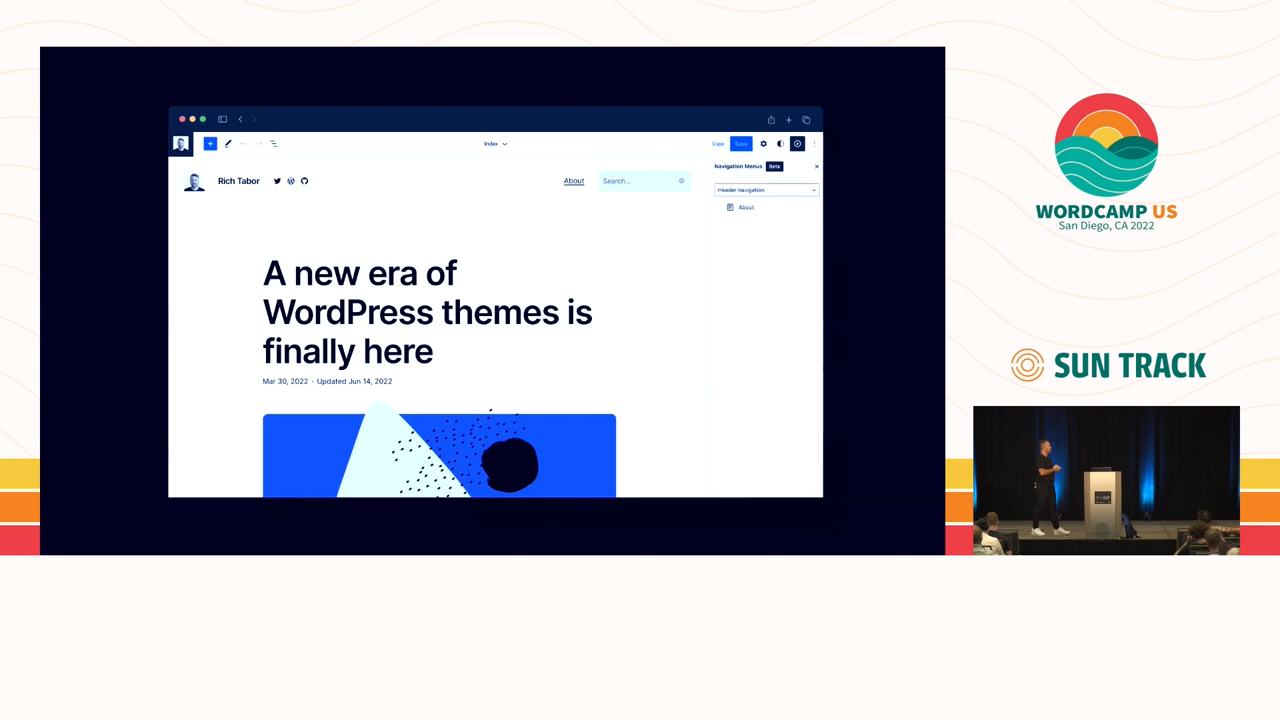 Index
View
Save
Rich Tabor
About
Search...
Navigation Menus Beta
Header navigation
About
A new era of
WordPress themes is
finally here
Mar 30, 2022 · Updated Jun 14, 2022
WORDCAMP US
San Diego, CA 2022
SUN TRACK